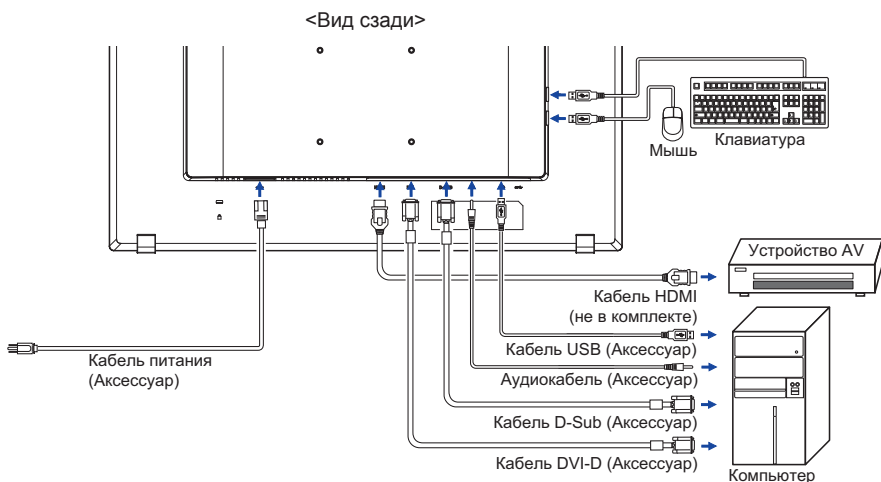 <Вид сзади>
Мышь
Клавиатура
Устройство AV
Кабель HDMI
(не в комплекте)
Кабель USB (Аксессуар)
Кабель питания
(Аксессуар)
Аудиокабель (Аксессуар)
Кабель D-Sub (Аксессуар)
Кабель DVI-D (Аксессуар)
Компьютер